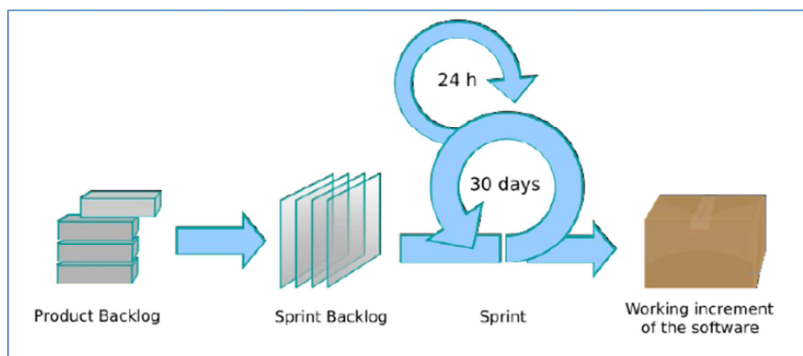 24 h
30 days
Product Backlog
Sprint Backlog
Sprint
Working increment
of the software